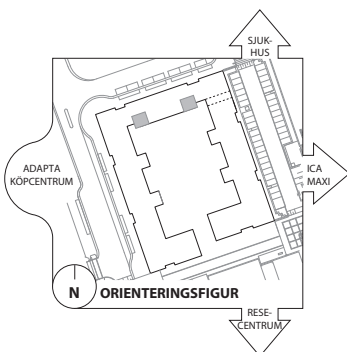 SJUK-
HUS
ADAPTA
KÖPCENTRUM
ICA
MAXI
N
ORIENTERINGSFIGUR
RESE-
CENTRUM